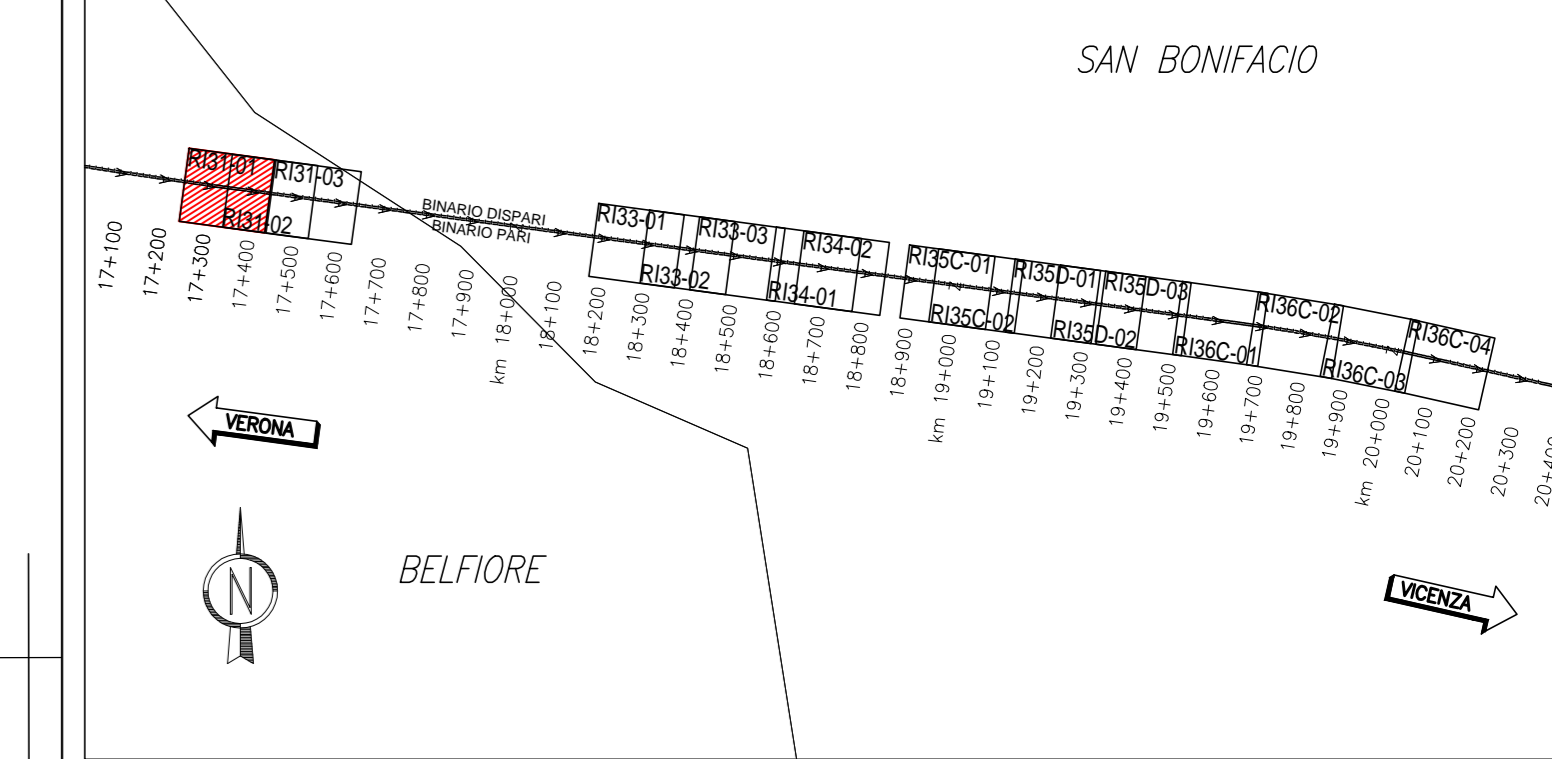 SAN BONIFACIO
RI31-01
RI31-03
RI31-02
BINARIO DISPARI
BINARIO PARI
RI33-01
RI33-03
RI34-02
RI33-02
RI34-01
RI35C-01
RI35D-01
RI35D-03
RI35C-02
RI35D-02
RI36C-01
RI36C-02
RI36C-04
RI36C-03
17+100
17+200
17+300
17+400
17+500
17+600
17+700
17+800
17+900
km 18+000
18+100
18+200
18+300
18+400
18+500
18+600
18+700
18+800
18+900
km 19+000
19+100
19+200
19+300
19+400
19+500
19+600
19+700
19+800
19+900
km 20+000
20+100
20+200
20+300
20+400
VERONA
N
BELFIORE
VICENZA